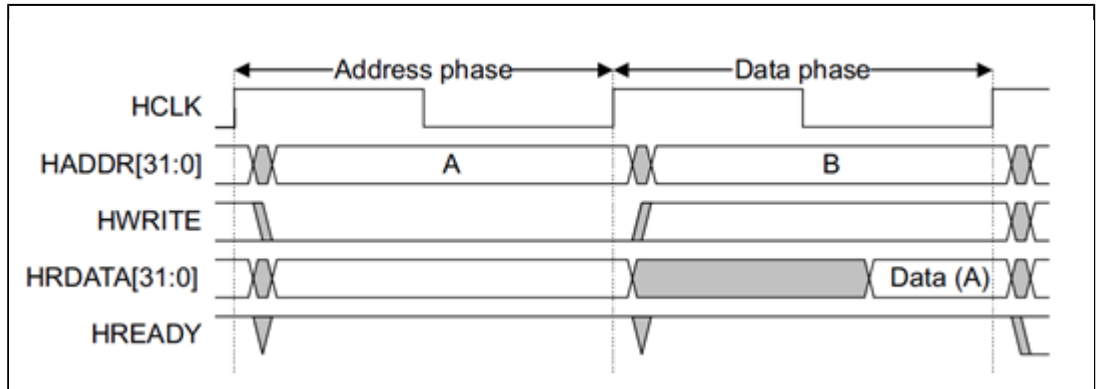 Address phase Data phase
HCLK
HADDR[31:0] A B
HWRITE
HRDATA[31:0] Data (A)
HREADY